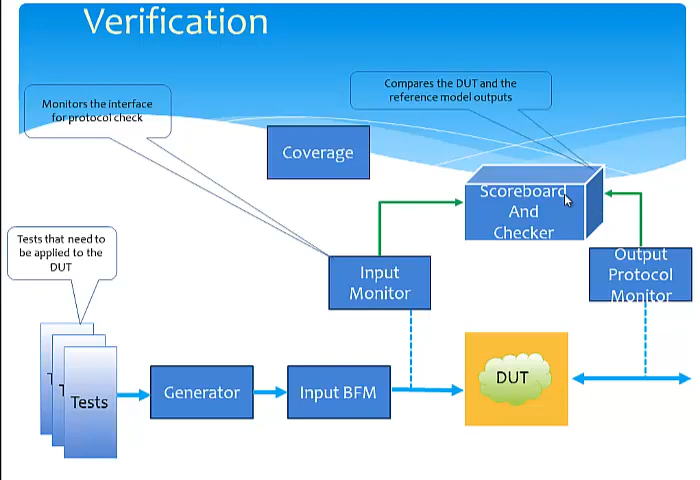 Verification
Compares the DUT and the
reference model outputs
Monitors the interface
for protocol check
Coverage
Scoreboard
And
Checker
Tests that need to
be applied to the
DUT
Input
Monitor
Output
Protocol
Monitor
T
T
Tests
Generator
Input BFM
DUT